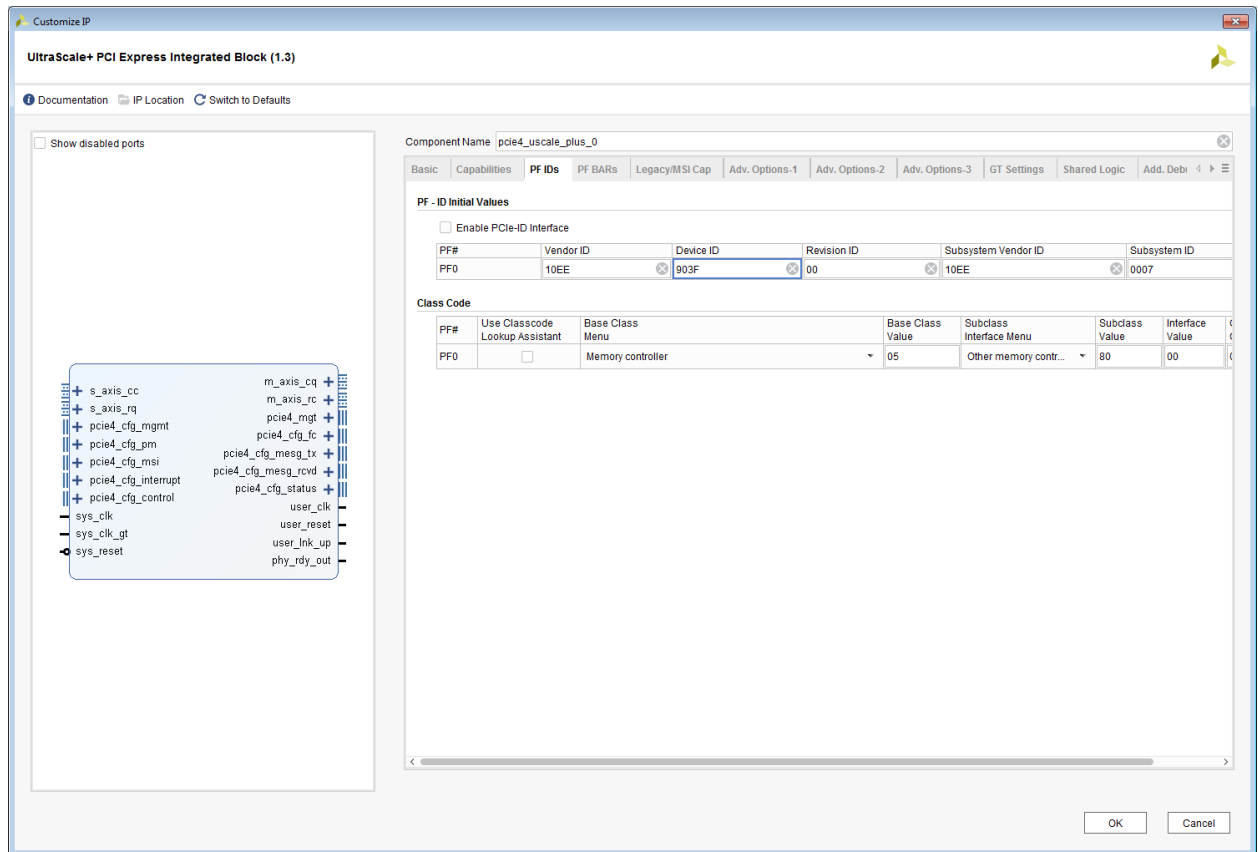 Customize IP
UltraScale+ PCI Express Integrated Block (1.3)
Documentation IP Location Switch to Defaults
Show disabled ports
s_axis_cc
s_axis_rq
pcie4_cfg_mgmt
pcie4_cfg_pm
pcie4_cfg_msi
pcie4_cfg_interrupt
pcie4_cfg_control
sys_clk
sys_clk_gt
sys_reset
m_axis_cq
m_axis_rc
pcie4_mgt
pcie4_cfg_fc
pcie4_cfg_mesg_tx
pcie4_cfg_mesg_rcvd
pcie4_cfg_status
user_clk
user_reset
user_lnk_up
phy_rdy_out
Component Name pcie4_uscale_plus_0
Basic Capabilities PF IDs PF BARs Legacy/MSI Cap Adv. Options-1 Adv. Options-2 Adv. Options-3 GT Settings Shared Logic Add.
PF - ID Initial Values
Enable PCIe-ID Interface
PF# Vendor ID Device ID Revision ID Subsystem Vendor ID Subsystem ID
PF0 10EE 903F 00 10EE 0007
Class Code
PF# Use Classcode Lookup Assistant Base Class Menu Base Class Value Subclass Interface Menu Subclass Value Interface Value
PF0 Memory controller 05 Other memory contr... 80 00
OK Cancel